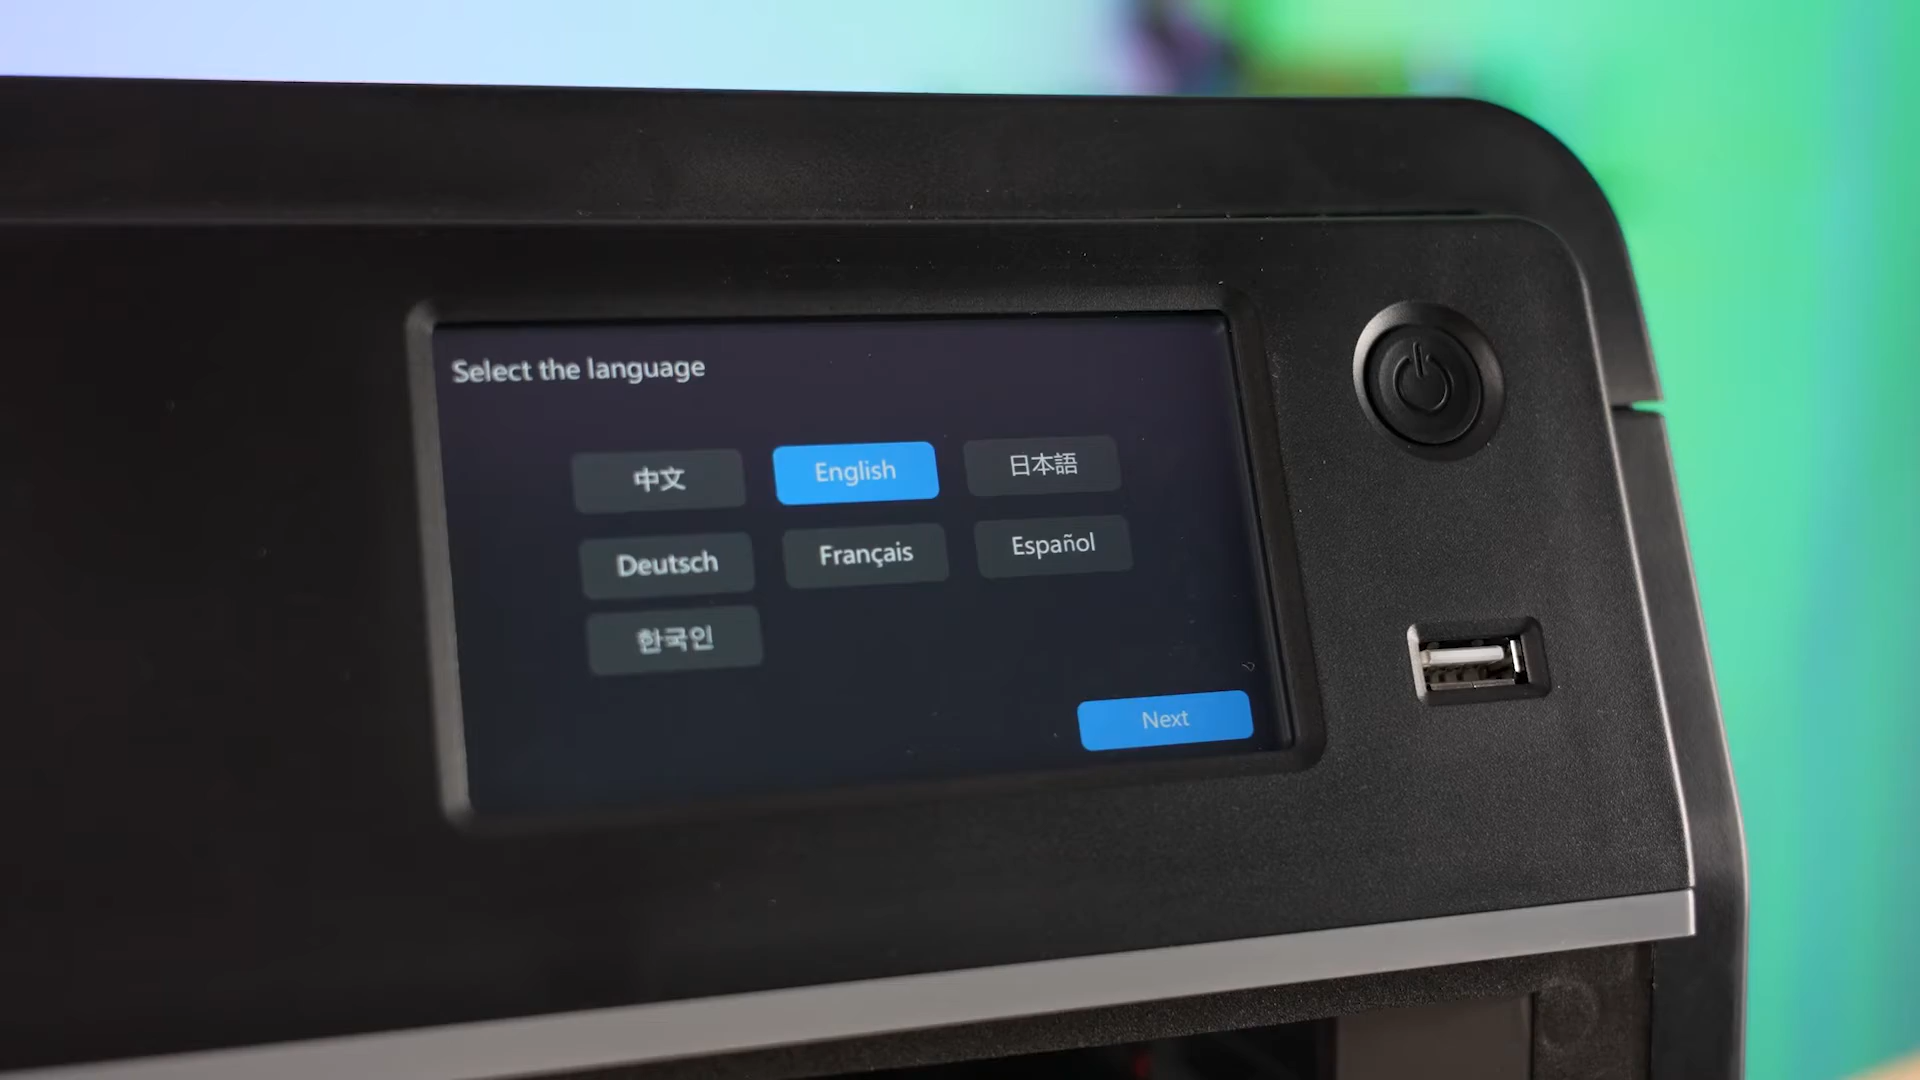 Select the language
中文
English
日本語
Deutsch
Français
Español
한국인
Next